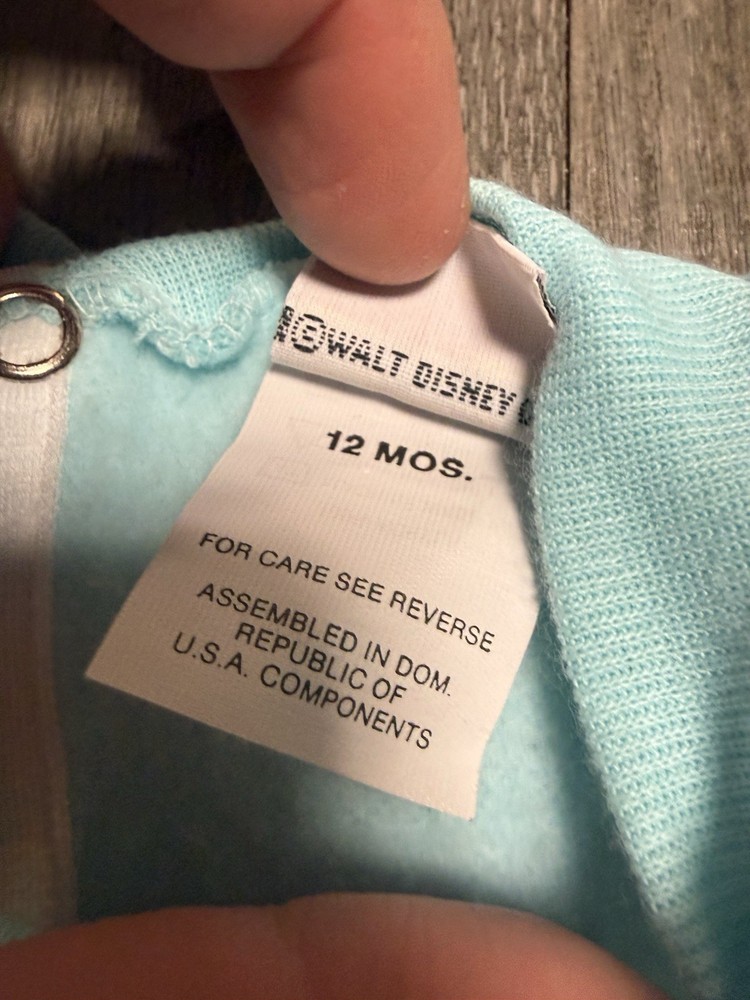 ©WALT DISNEY
12 MOS.
FOR CARE SEE REVERSE
ASSEMBLED IN DOM.
REPUBLIC OF
U.S.A. COMPONENTS